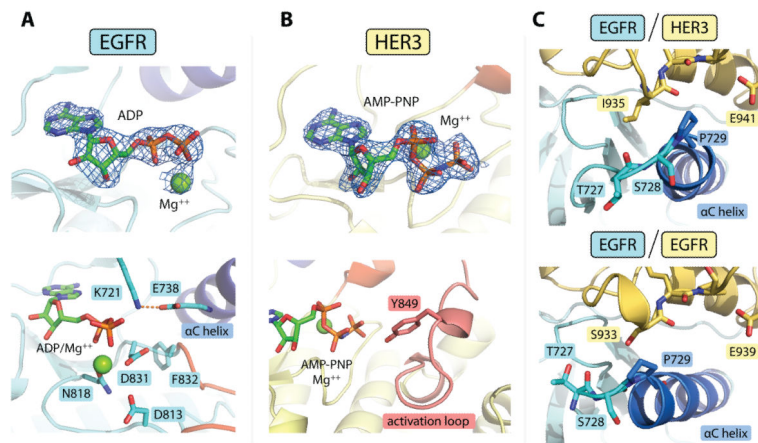 A
EGFR
ADP
Mg++
K721
E738
αC helix
ADP/Mg++
N818
D831
F832
D813
B
HER3
AMP-PNP
Mg++
Y849
AMP-PNP
Mg++
activation loop
C
EGFR / HER3
I935
E941
P729
T727
S728
αC helix
EGFR / EGFR
S933
E939
T727
P729
S728
αC helix